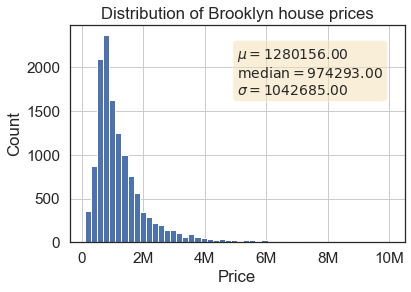 Distribution of Brooklyn house prices
μ = 1280156.00
median = 974293.00
σ = 1042685.00
Count
2000
1500
1000
500
0
0 2M 4M 6M 8M 10M
Price